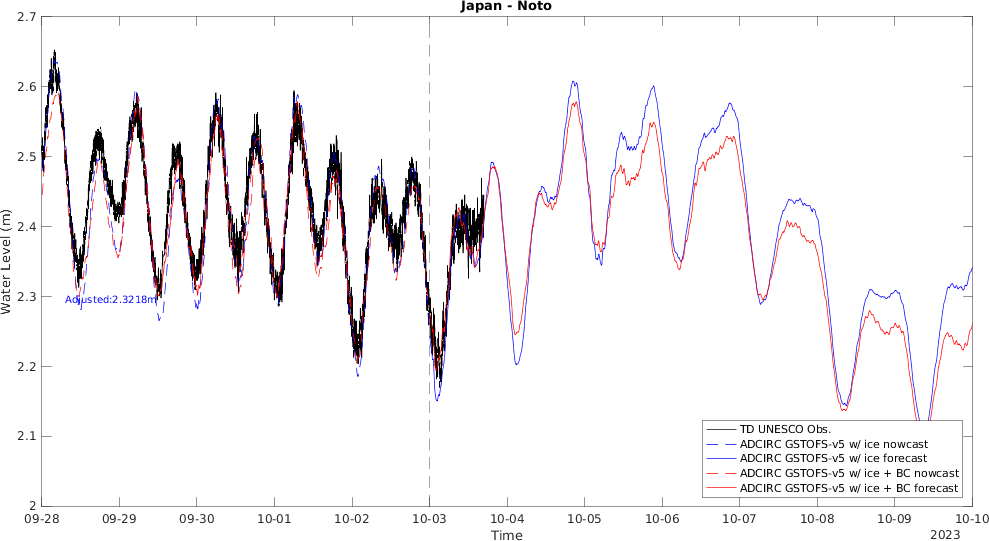 Japan - Noto
2.7
2.6
2.5
2.4
2.3
2.2
2.1
2
Water Level (m)
Adjusted:2.3218m
TD UNESCO Obs.
ADCIRC GSTOFS-v5 w/ ice nowcast
ADCIRC GSTOFS-v5 w/ ice forecast
ADCIRC GSTOFS-v5 w/ ice + BC nowcast
ADCIRC GSTOFS-v5 w/ ice + BC forecast
09-28 09-29 09-30 10-01 10-02 10-03 10-04 10-05 10-06 10-07 10-08 10-09 10-10
Time
2023